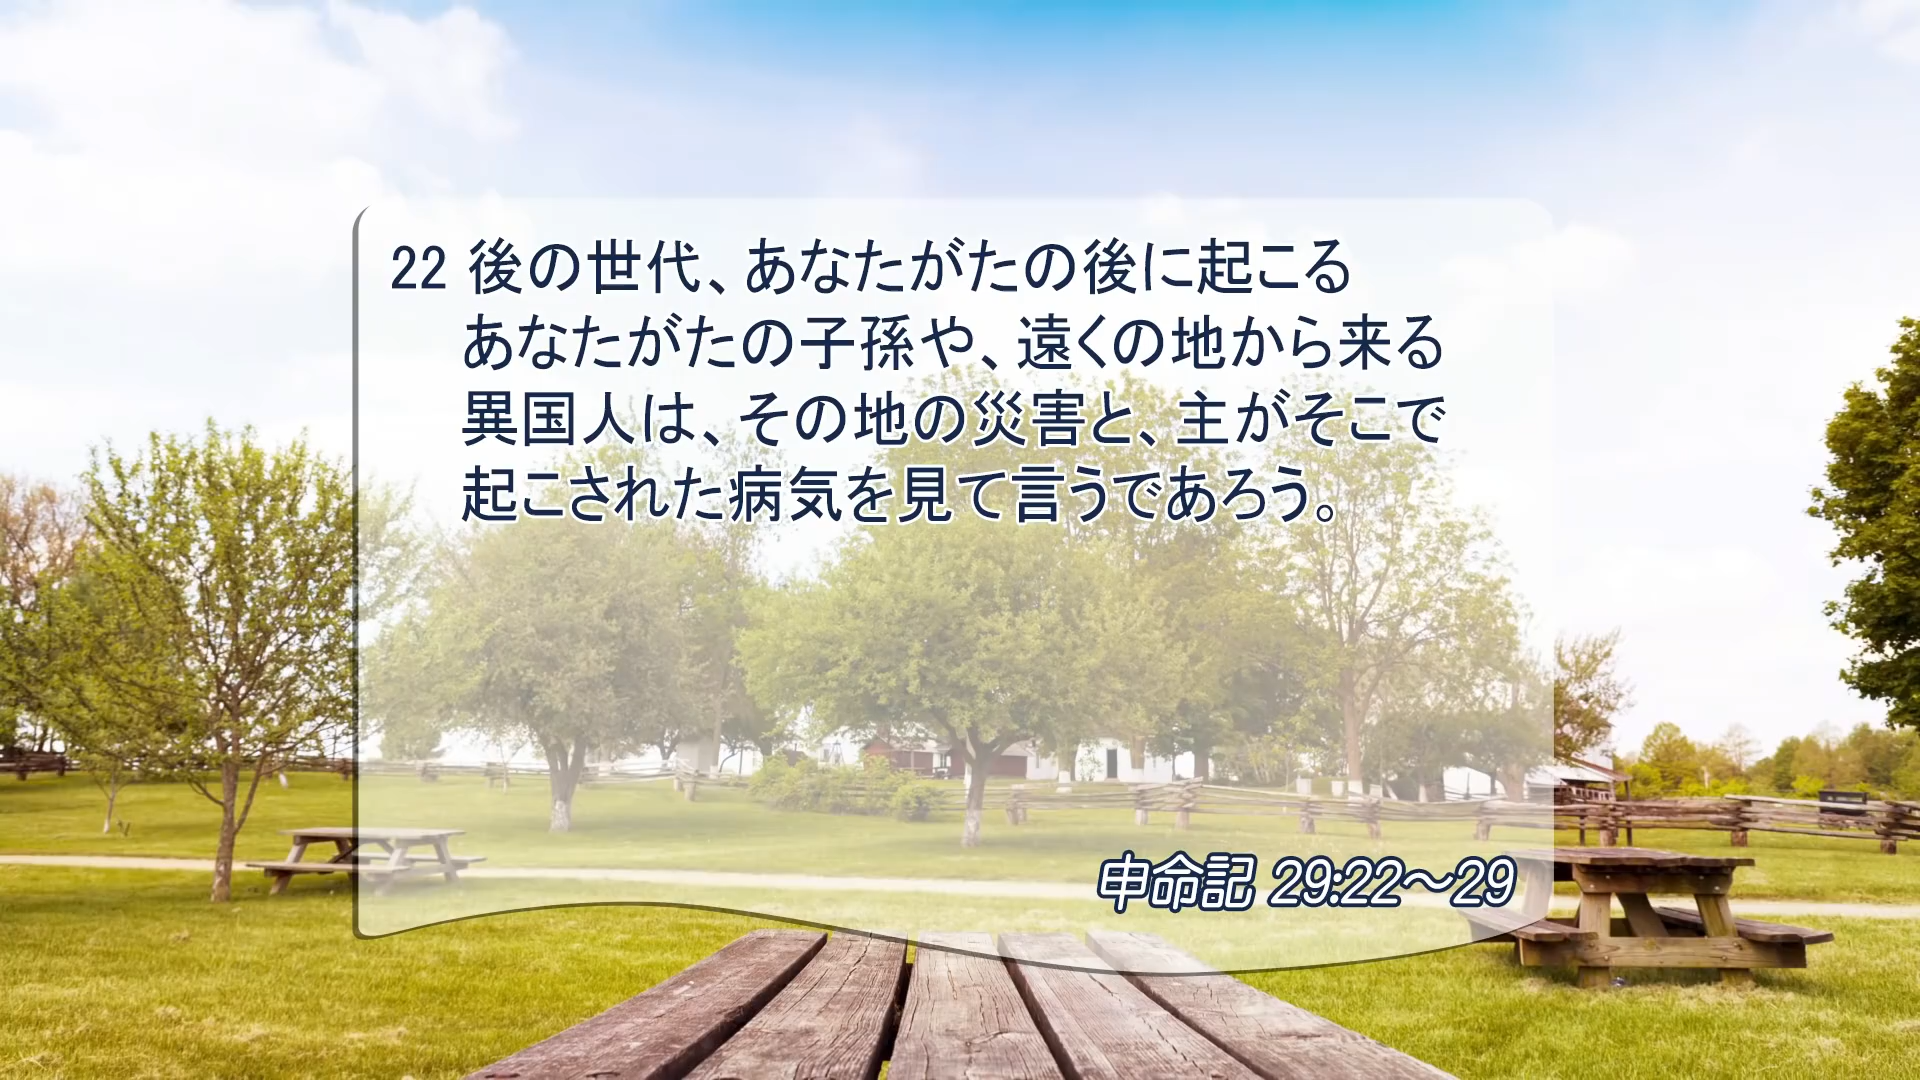 22 後の世代、あなたがたの後に起こる
あなたがたの子孫や、遠くの地から来る
異国人は、その地の災害と、主がそこで
起こされた病気を見て言うであろう。
申命記 29:22～29